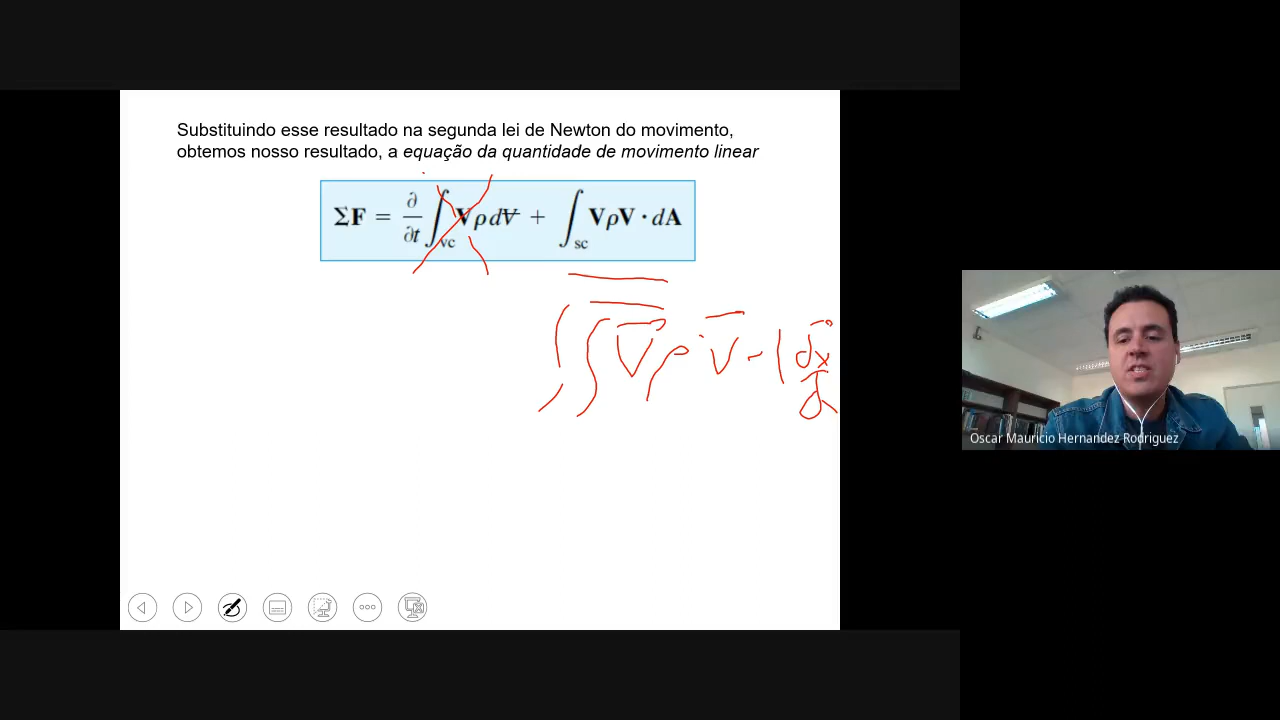 Substituindo esse resultado na segunda lei de Newton do movimento,
obtemos nosso resultado, a equação da quantidade de movimento linear
ΣF = ∂/∂t ∫vc VρdV + ∫sc VρV · dA
∫∫ V ρ · V
Oscar Mauricio Hernandez Rodriguez